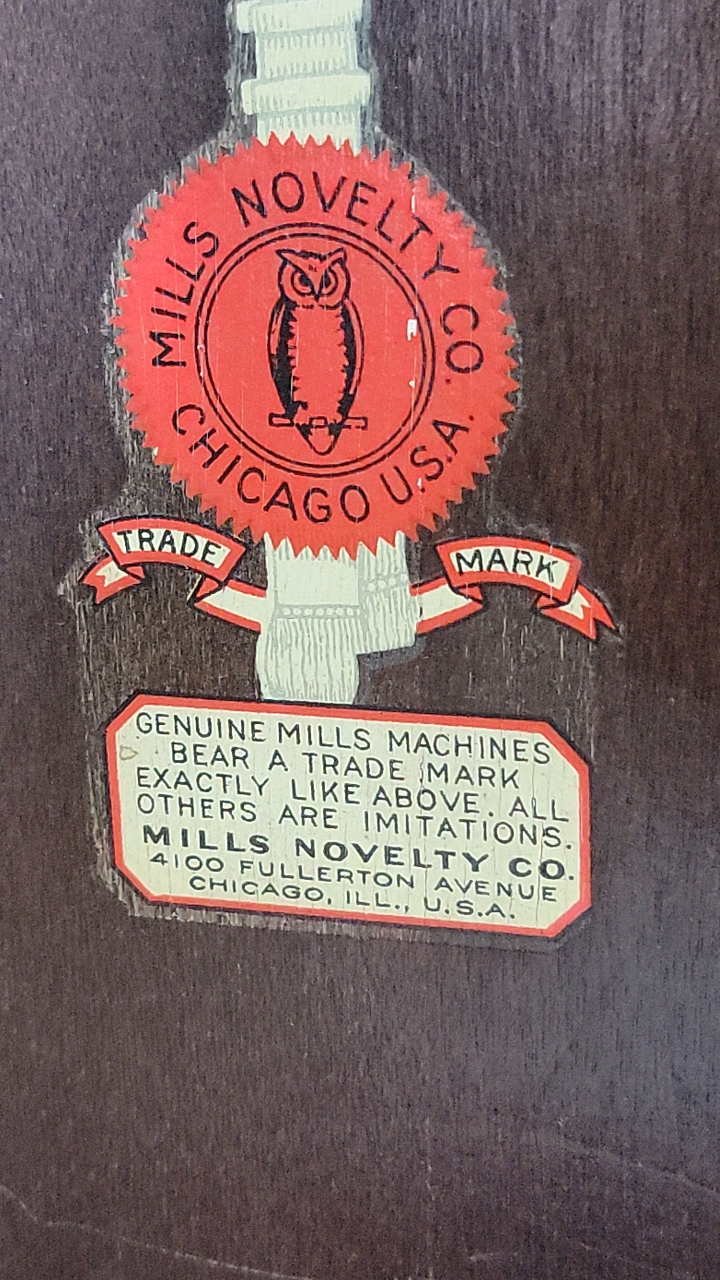 MILLS NOVELTY CO.
CHICAGO U.S.A.
TRADE MARK
GENUINE MILLS MACHINES
BEAR A TRADE MARK
EXACTLY LIKE ABOVE. ALL
OTHERS ARE IMITATIONS.
MILLS NOVELTY CO.
4100 FULLERTON AVENUE
CHICAGO, ILL., U.S.A.